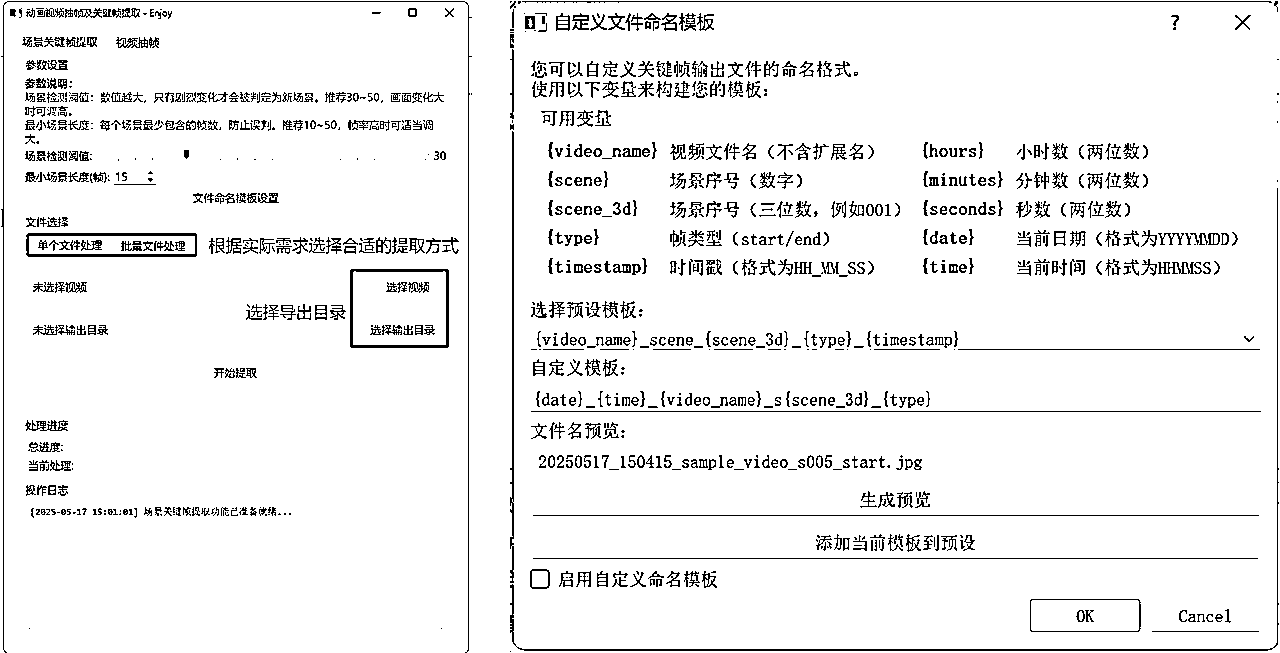 动画视频抽帧及关键帧提取 - Enjoy
场景关键帧提取 视频抽帧
参数设置
参数说明:
场景检测阈值：数值越大，只有剧烈变化才会被判定为新场景。推荐30~50，画面变化大
时可调高。
最小场景长度：每个场景最少包含的帧数，防止误判。推荐10~50，帧率高时可适当调
大。
场景检测阈值: 30
最小场景长度(帧): 15
文件命名模板设置
文件选择
单个文件处理 批量文件处理 根据实际需求选择合适的提取方式
未选择视频 选择视频
选择导出目录
未选择输出目录 选择输出目录
开始提取
处理进度
总进度:
当前处理:
操作日志
[2025-05-17 15:01:01] 场景关键帧提取功能已准备就绪...
自定义文件命名模板 ?
您可以自定义关键帧输出文件的命名格式。
使用以下变量来构建您的模板：
可用变量
{video_name} 视频文件名（不含扩展名） {hours} 小时数（两位数）
{scene} 场景序号（数字） {minutes} 分钟数（两位数）
{scene_3d} 场景序号（三位数，例如001） {seconds} 秒数（两位数）
{type} 帧类型（start/end） {date} 当前日期（格式为YYYYMMDD）
{timestamp} 时间戳（格式为HH_MM_SS） {time} 当前时间（格式为HHMMSS）
选择预设模板：
{video_name}_scene_{scene_3d}_{type}_{timestamp}
自定义模板：
{date}_{time}_{video_name}_s{scene_3d}_{type}
文件名预览：
20250517_150415_sample_video_s005_start.jpg
生成预览
添加当前模板到预设
启用自定义命名模板
OK Cancel